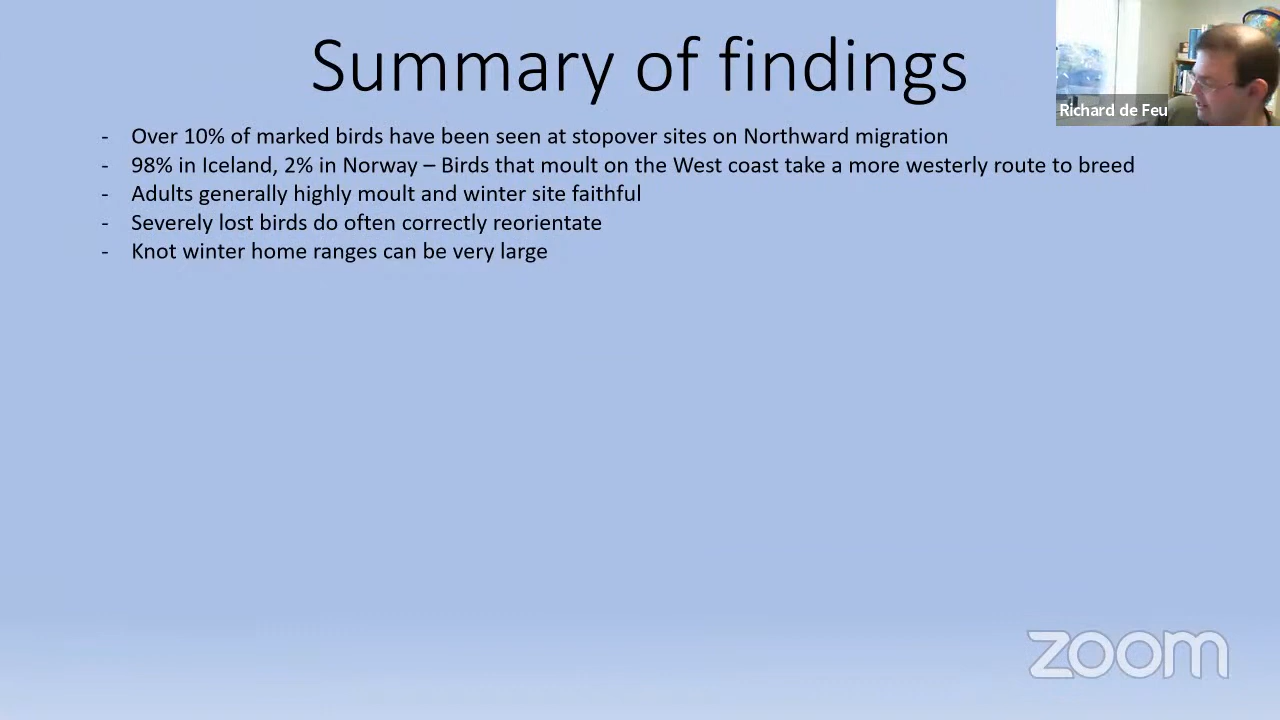 Summary of findings
Richard de Feu
- Over 10% of marked birds have been seen at stopover sites on Northward migration
- 98% in Iceland, 2% in Norway – Birds that moult on the West coast take a more westerly route to breed
- Adults generally highly moult and winter site faithful
- Severely lost birds do often correctly reorientate
- Knot winter home ranges can be very large
zoom